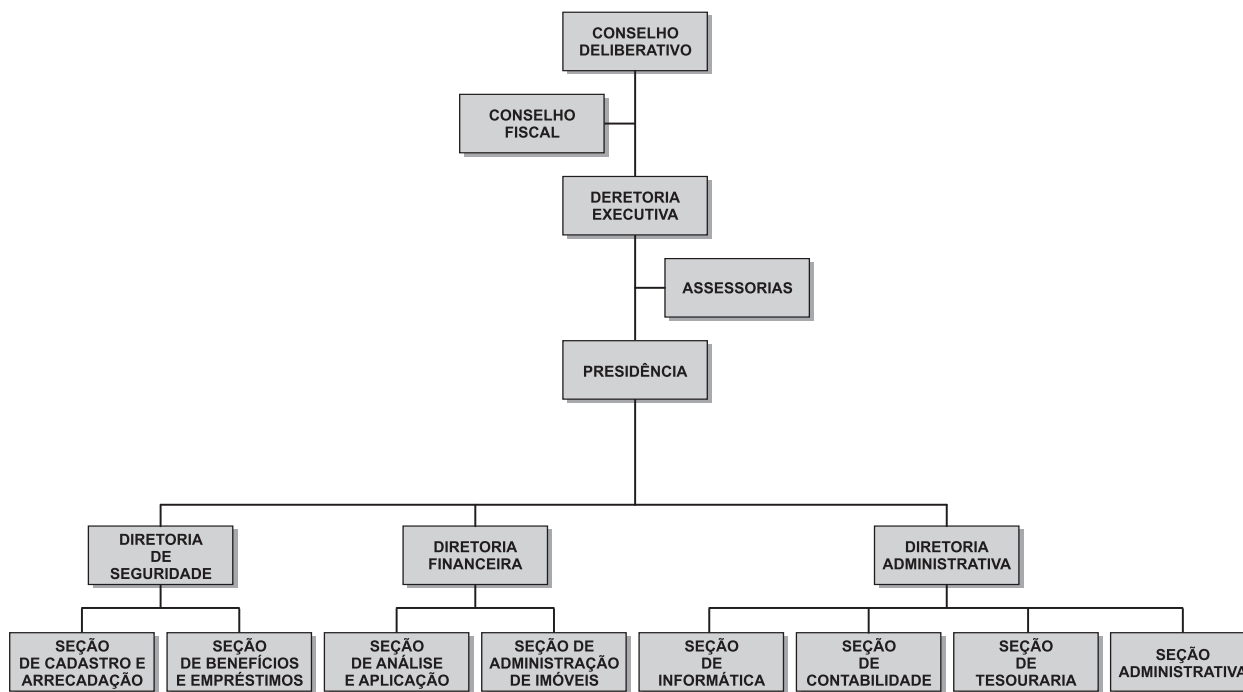 CONSELHO
DELIBERATIVO
CONSELHO
FISCAL
DERETORIA
EXECUTIVA
ASSESSORIAS
PRESIDÊNCIA
DIRETORIA
DE
SEGURIDADE
DIRETORIA
FINANCEIRA
DIRETORIA
ADMINISTRATIVA
SEÇÃO
DE CADASTRO E
ARRECADAÇÃO
SEÇÃO
DE BENEFÍCIOS
E EMPRÉSTIMOS
SEÇÃO
DE ANÁLISE
E APLICAÇÃO
SEÇÃO DE
ADMINISTRAÇÃO
DE IMÓVEIS
SEÇÃO
DE
INFORMÁTICA
SEÇÃO
DE
CONTABILIDADE
SEÇÃO
DE
TESOURARIA
SEÇÃO
ADMINISTRATIVA